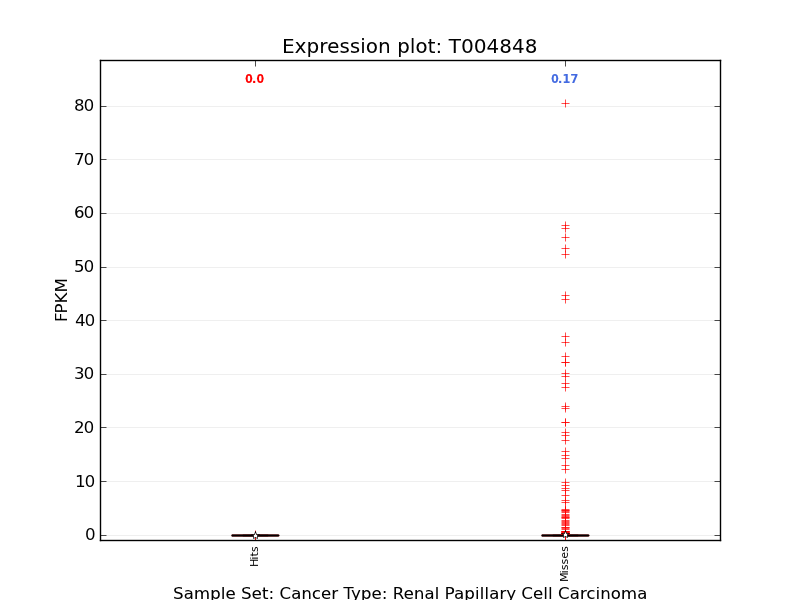 Expression plot: T004848
0.0
0.17
80
70
60
50
40
30
20
10
0
FPKM
Hits
Misses
Sample Set: Cancer Type: Renal Papillary Cell Carcinoma